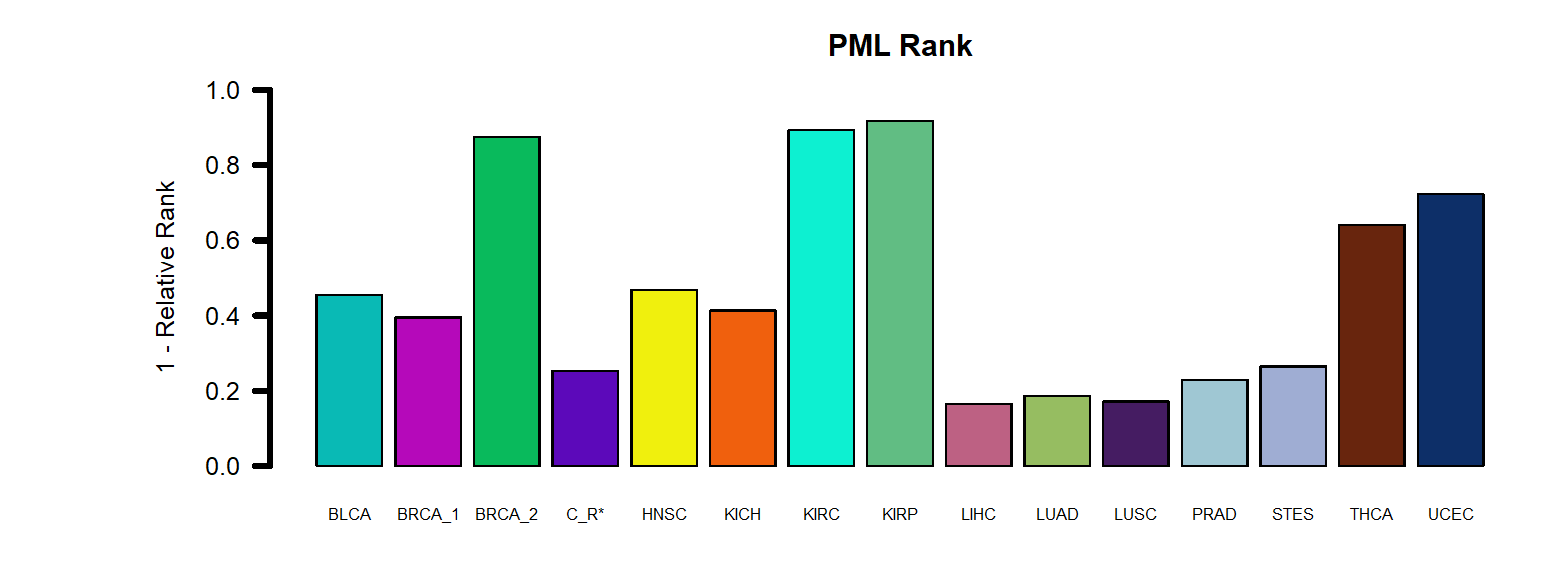 PML Rank
1 - Relative Rank
1.0
0.8
0.6
0.4
0.2
0.0
BLCA BRCA_1 BRCA_2 C_R* HNSC KICH KIRC KIRP LIHC LUAD LUSC PRAD STES THCA UCEC